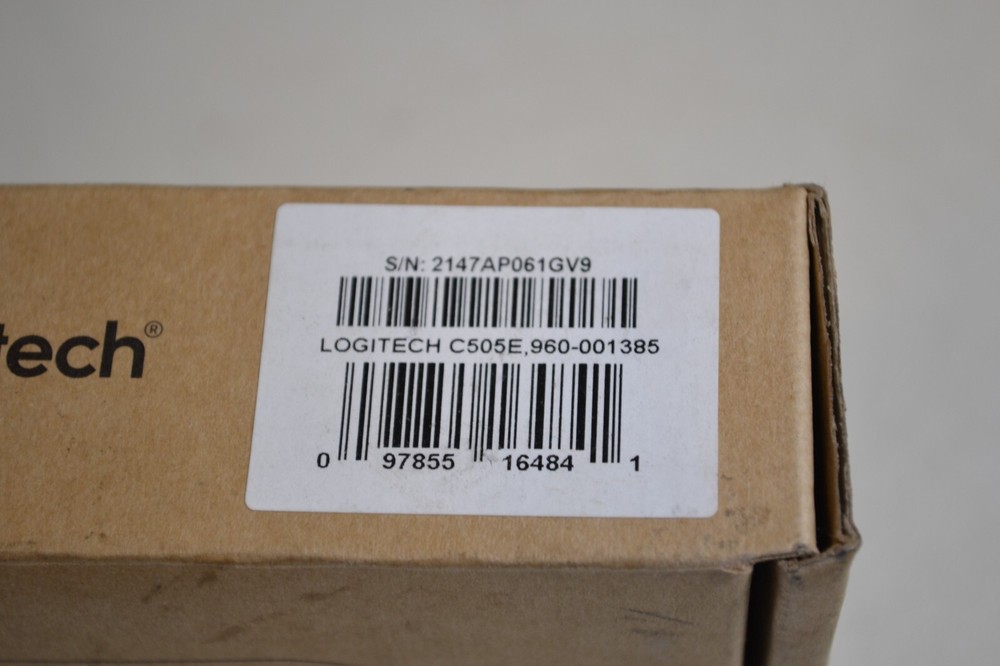 S/N: 2147AP061GV9
tech®
LOGITECH C505E,960-001385
0 97855 16484 1